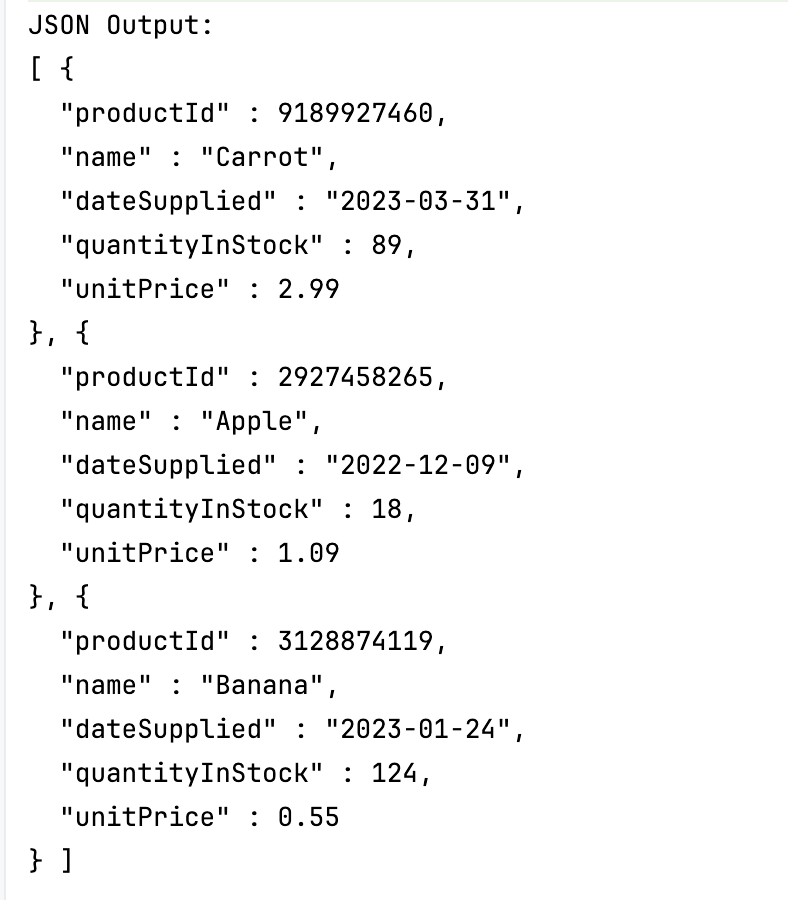 JSON Output:
[ {
  "productId" : 9189927460,
  "name" : "Carrot",
  "dateSupplied" : "2023-03-31",
  "quantityInStock" : 89,
  "unitPrice" : 2.99
}, {
  "productId" : 2927458265,
  "name" : "Apple",
  "dateSupplied" : "2022-12-09",
  "quantityInStock" : 18,
  "unitPrice" : 1.09
}, {
  "productId" : 3128874119,
  "name" : "Banana",
  "dateSupplied" : "2023-01-24",
  "quantityInStock" : 124,
  "unitPrice" : 0.55
} ]